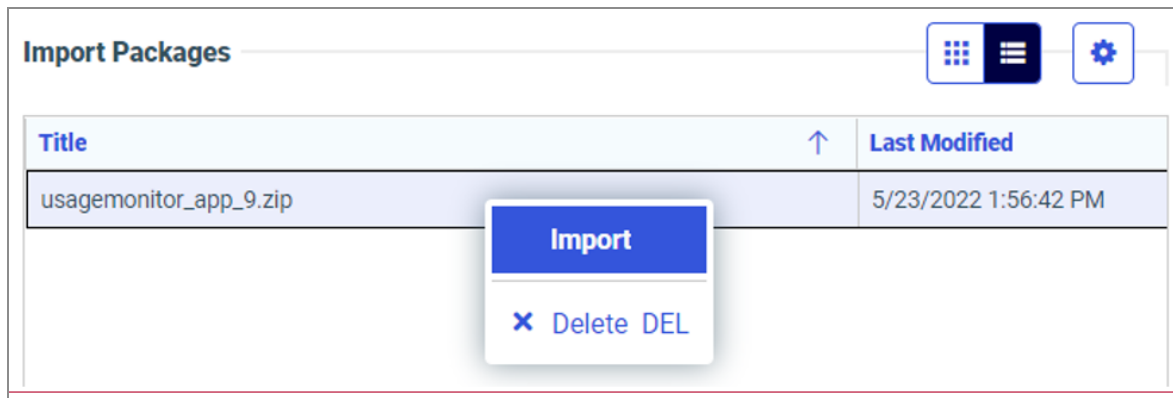 Import Packages
Title Last Modified
usagemonitor_app_9.zip 5/23/2022 1:56:42 PM
Import
Delete DEL